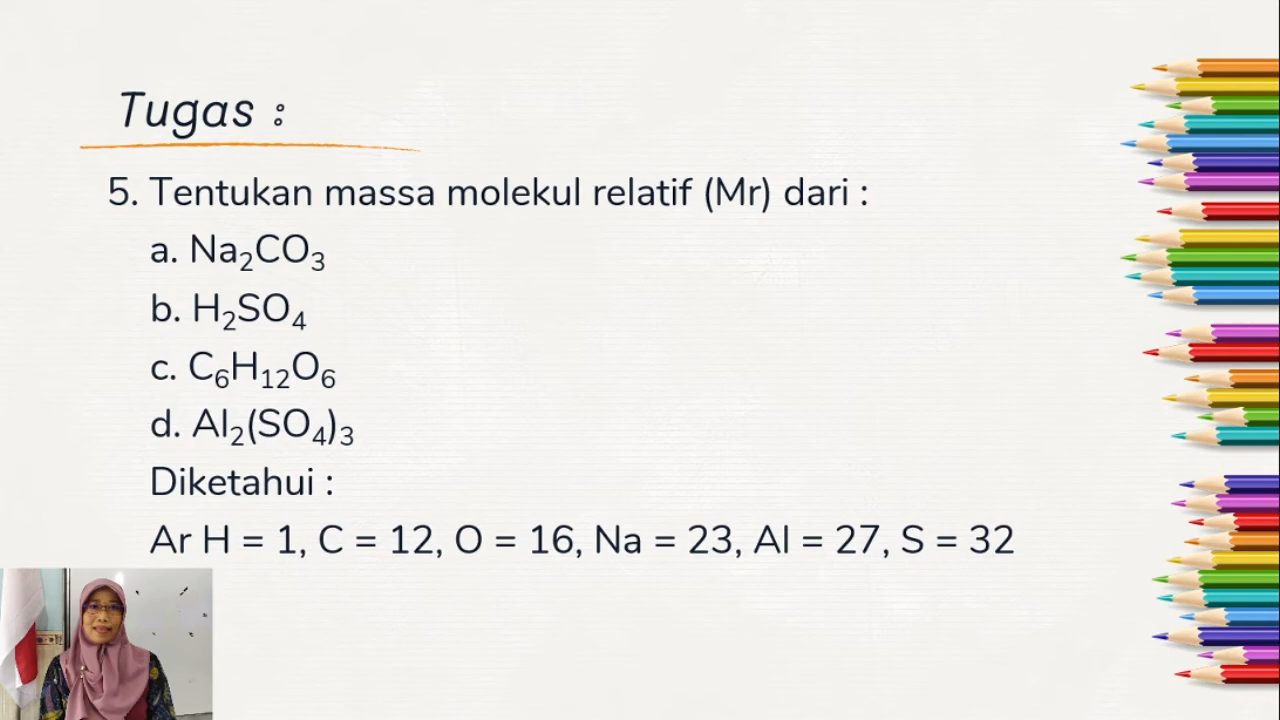 Tugas :
5. Tentukan massa molekul relatif (Mr) dari :
a. Na₂CO₃
b. H₂SO₄
c. C₆H₁₂O₆
d. Al₂(SO₄)₃
Diketahui :
Ar H = 1, C = 12, O = 16, Na = 23, Al = 27, S = 32